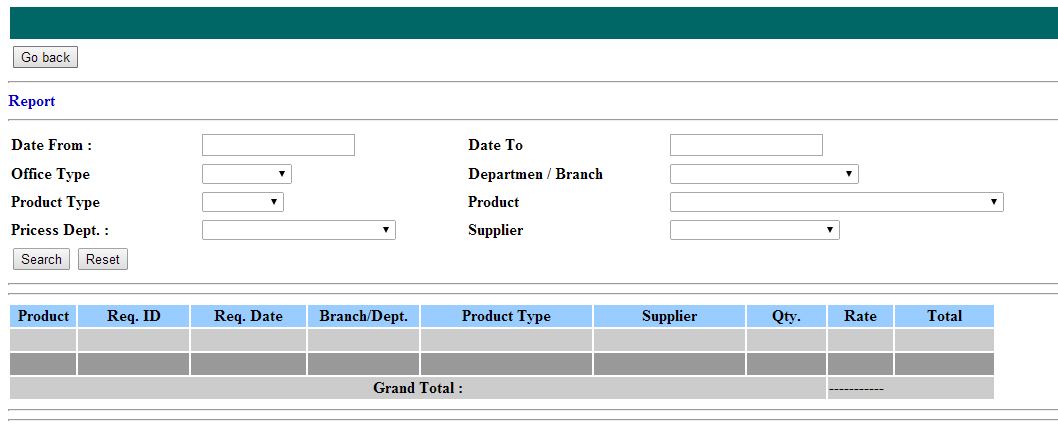 Go back
Report
Date From : Date To
Office Type Departmen / Branch
Product Type Product
Pricess Dept. : Supplier
Search Reset
Product Req. ID Req. Date Branch/Dept. Product Type Supplier Qty. Rate Total
Grand Total : -----------